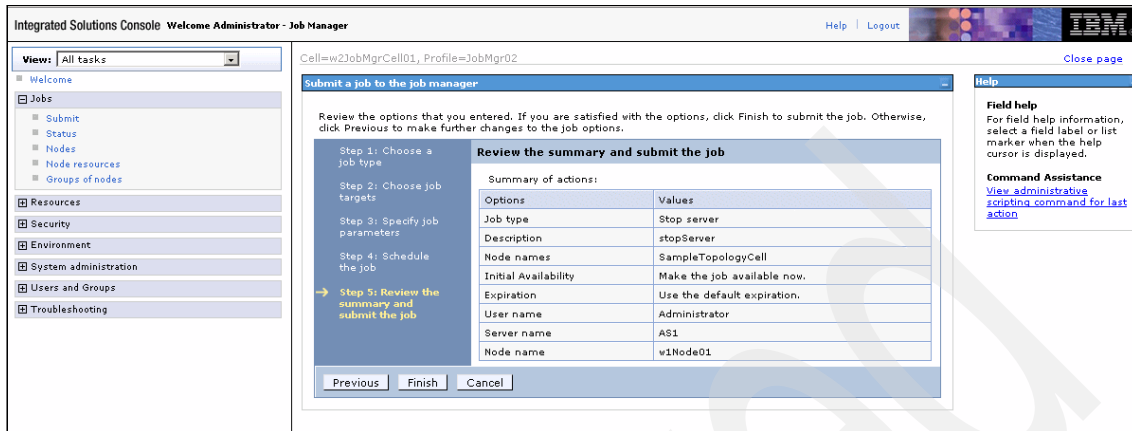 Integrated Solutions Console Welcome Administrator - Job Manager
Help | Logout
IBM.
View: All tasks
Cell=w2JobMgrCell01, Profile=JobMgr02
Close page
Welcome
Jobs
Submit
Status
Nodes
Node resources
Groups of nodes
Resources
Security
Environment
System administration
Users and Groups
Troubleshooting
Submit a job to the job manager
Review the options that you entered. If you are satisfied with the options, click Finish to submit the job. Otherwise,
click Previous to make further changes to the job options.
Step 1: Choose a
job type
Step 2: Choose job
targets
Step 3: Specify job
parameters
Step 4: Schedule
the job
Step 5: Review the
summary and
submit the job
Review the summary and submit the job
Summary of actions:
Options Values
Job type Stop server
Description stopServer
Node names SampleTopologyCell
Initial Availability Make the job available now.
Expiration Use the default expiration.
User name Administrator
Server name AS1
Node name w1Node01
Previous Finish Cancel
Help
Field help
For field help information,
select a field label or list
marker when the help
cursor is displayed.
Command Assistance
View administrative
scripting command for last
action